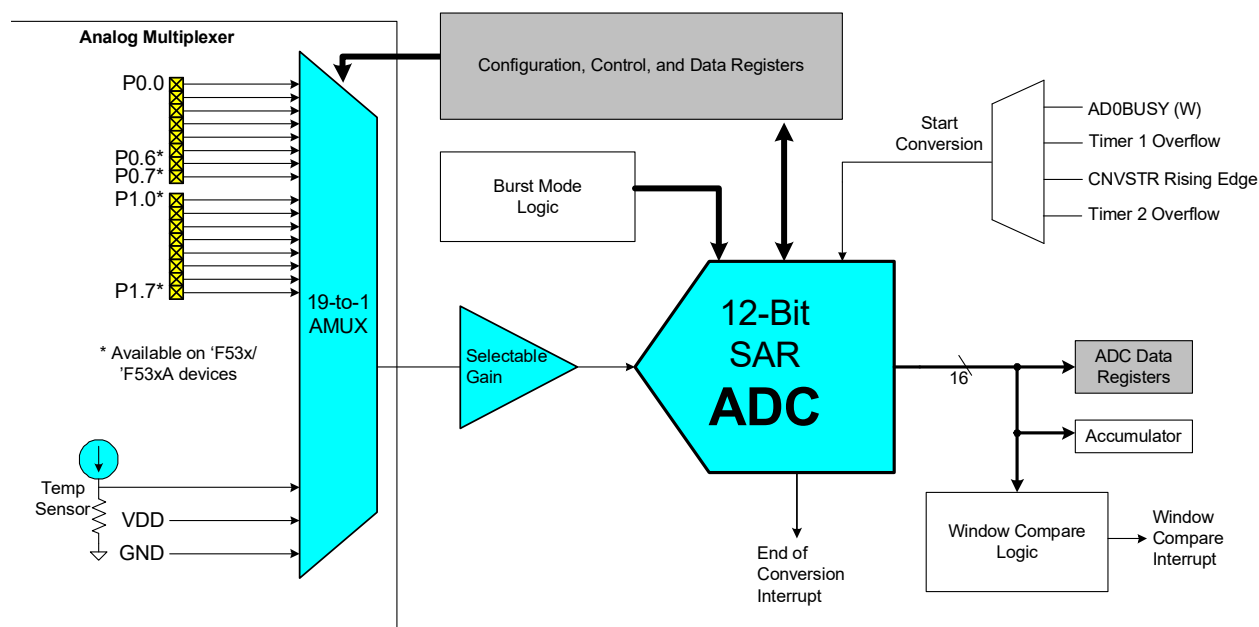 Analog Multiplexer
P0.0
P0.6*
P0.7*
P1.0*
P1.7*
19-to-1
AMUX
* Available on ‘F53x/
’F53xA devices
Temp
Sensor
VDD
GND
Configuration, Control, and Data Registers
Burst Mode
Logic
Selectable
Gain
Start
Conversion
AD0BUSY (W)
Timer 1 Overflow
CNVSTR Rising Edge
Timer 2 Overflow
12-Bit
SAR
ADC
16
ADC Data
Registers
Accumulator
Window Compare
Logic
Window
Compare
Interrupt
End of
Conversion
Interrupt